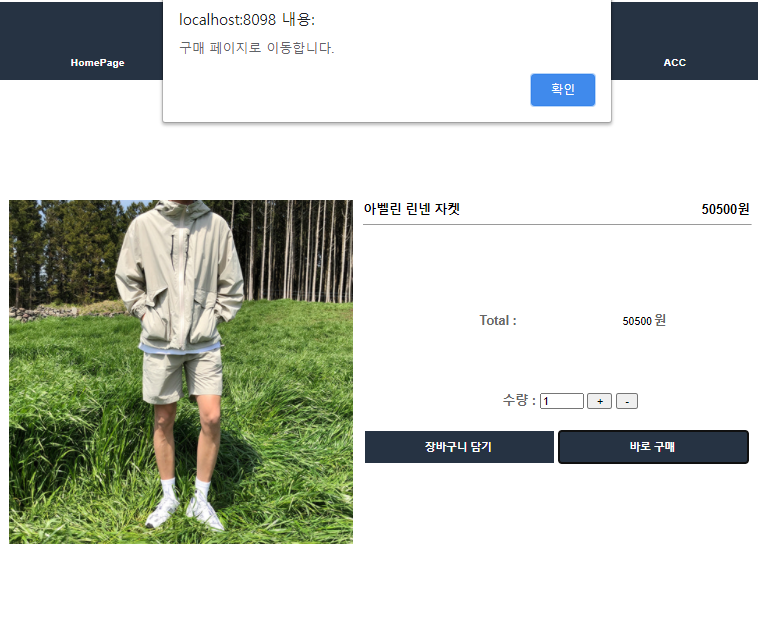 localhost:8098 내용:
구매 페이지로 이동합니다.
확인
HomePage
ACC
아벨린 린넨 자켓 50500원
Total : 50500 원
수량 : 1 + -
장바구니 담기 바로 구매